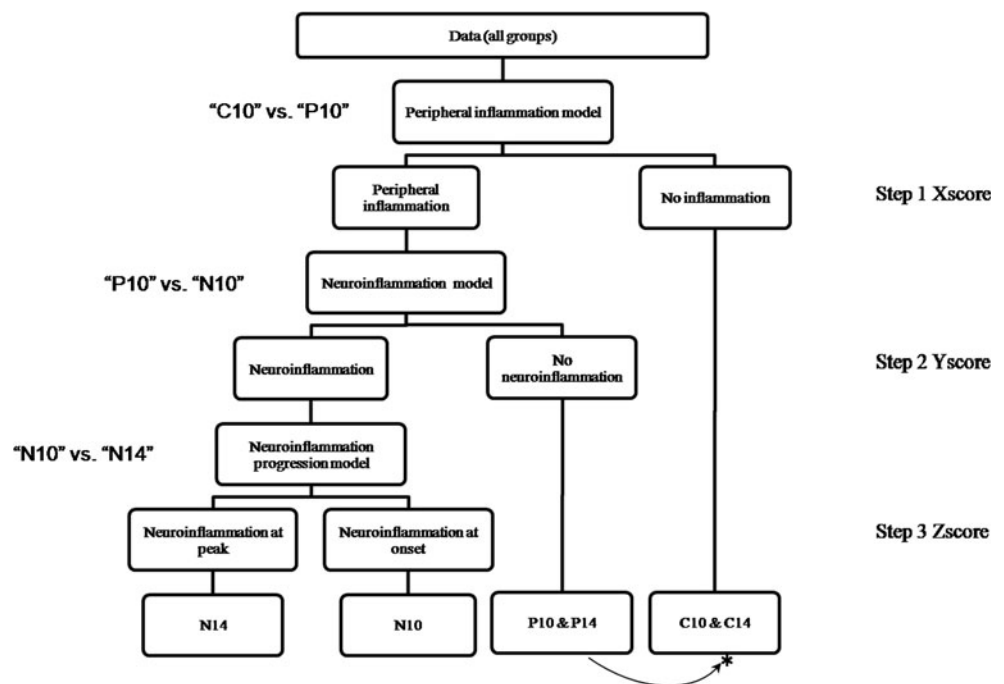 Data (all groups)
"C10" vs. "P10"
Peripheral inflammation model
Peripheral
inflammation
No inflammation
Step 1 Xscore
"P10" vs. "N10"
Neuroinflammation model
Neuroinflammation
No
neuroinflammation
Step 2 Yscore
"N10" vs. "N14"
Neuroinflammation
progression model
Neuroinflammation at
peak
Neuroinflammation at
onset
Step 3 Zscore
N14
N10
P10 & P14
C10 & C14
*